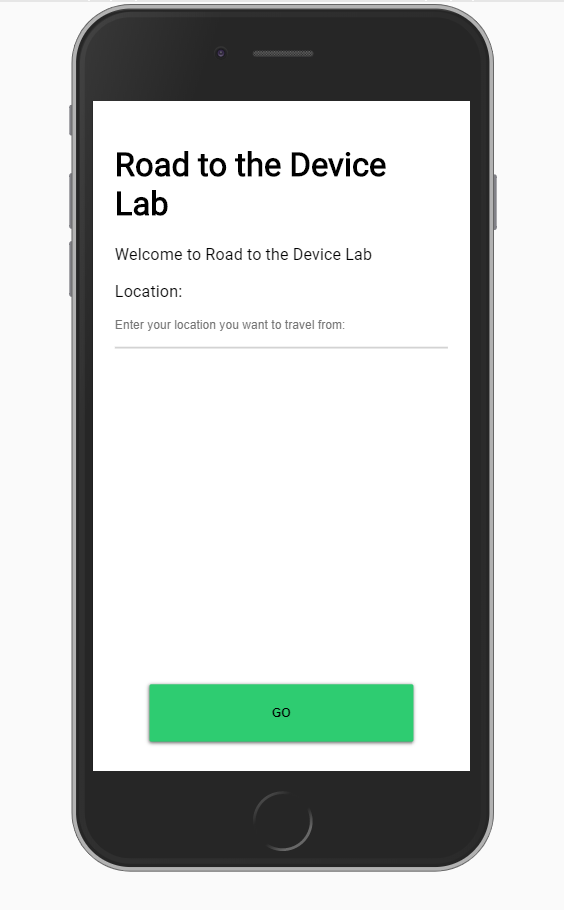 Road to the Device
Lab
Welcome to Road to the Device Lab
Location:
Enter your location you want to travel from:
GO